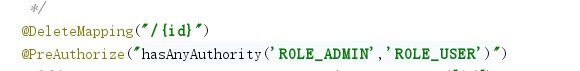 */
@DeleteMapping("/{id}")
@PreAuthorize("hasAnyAuthority('ROLE_ADMIN','ROLE_USER')")